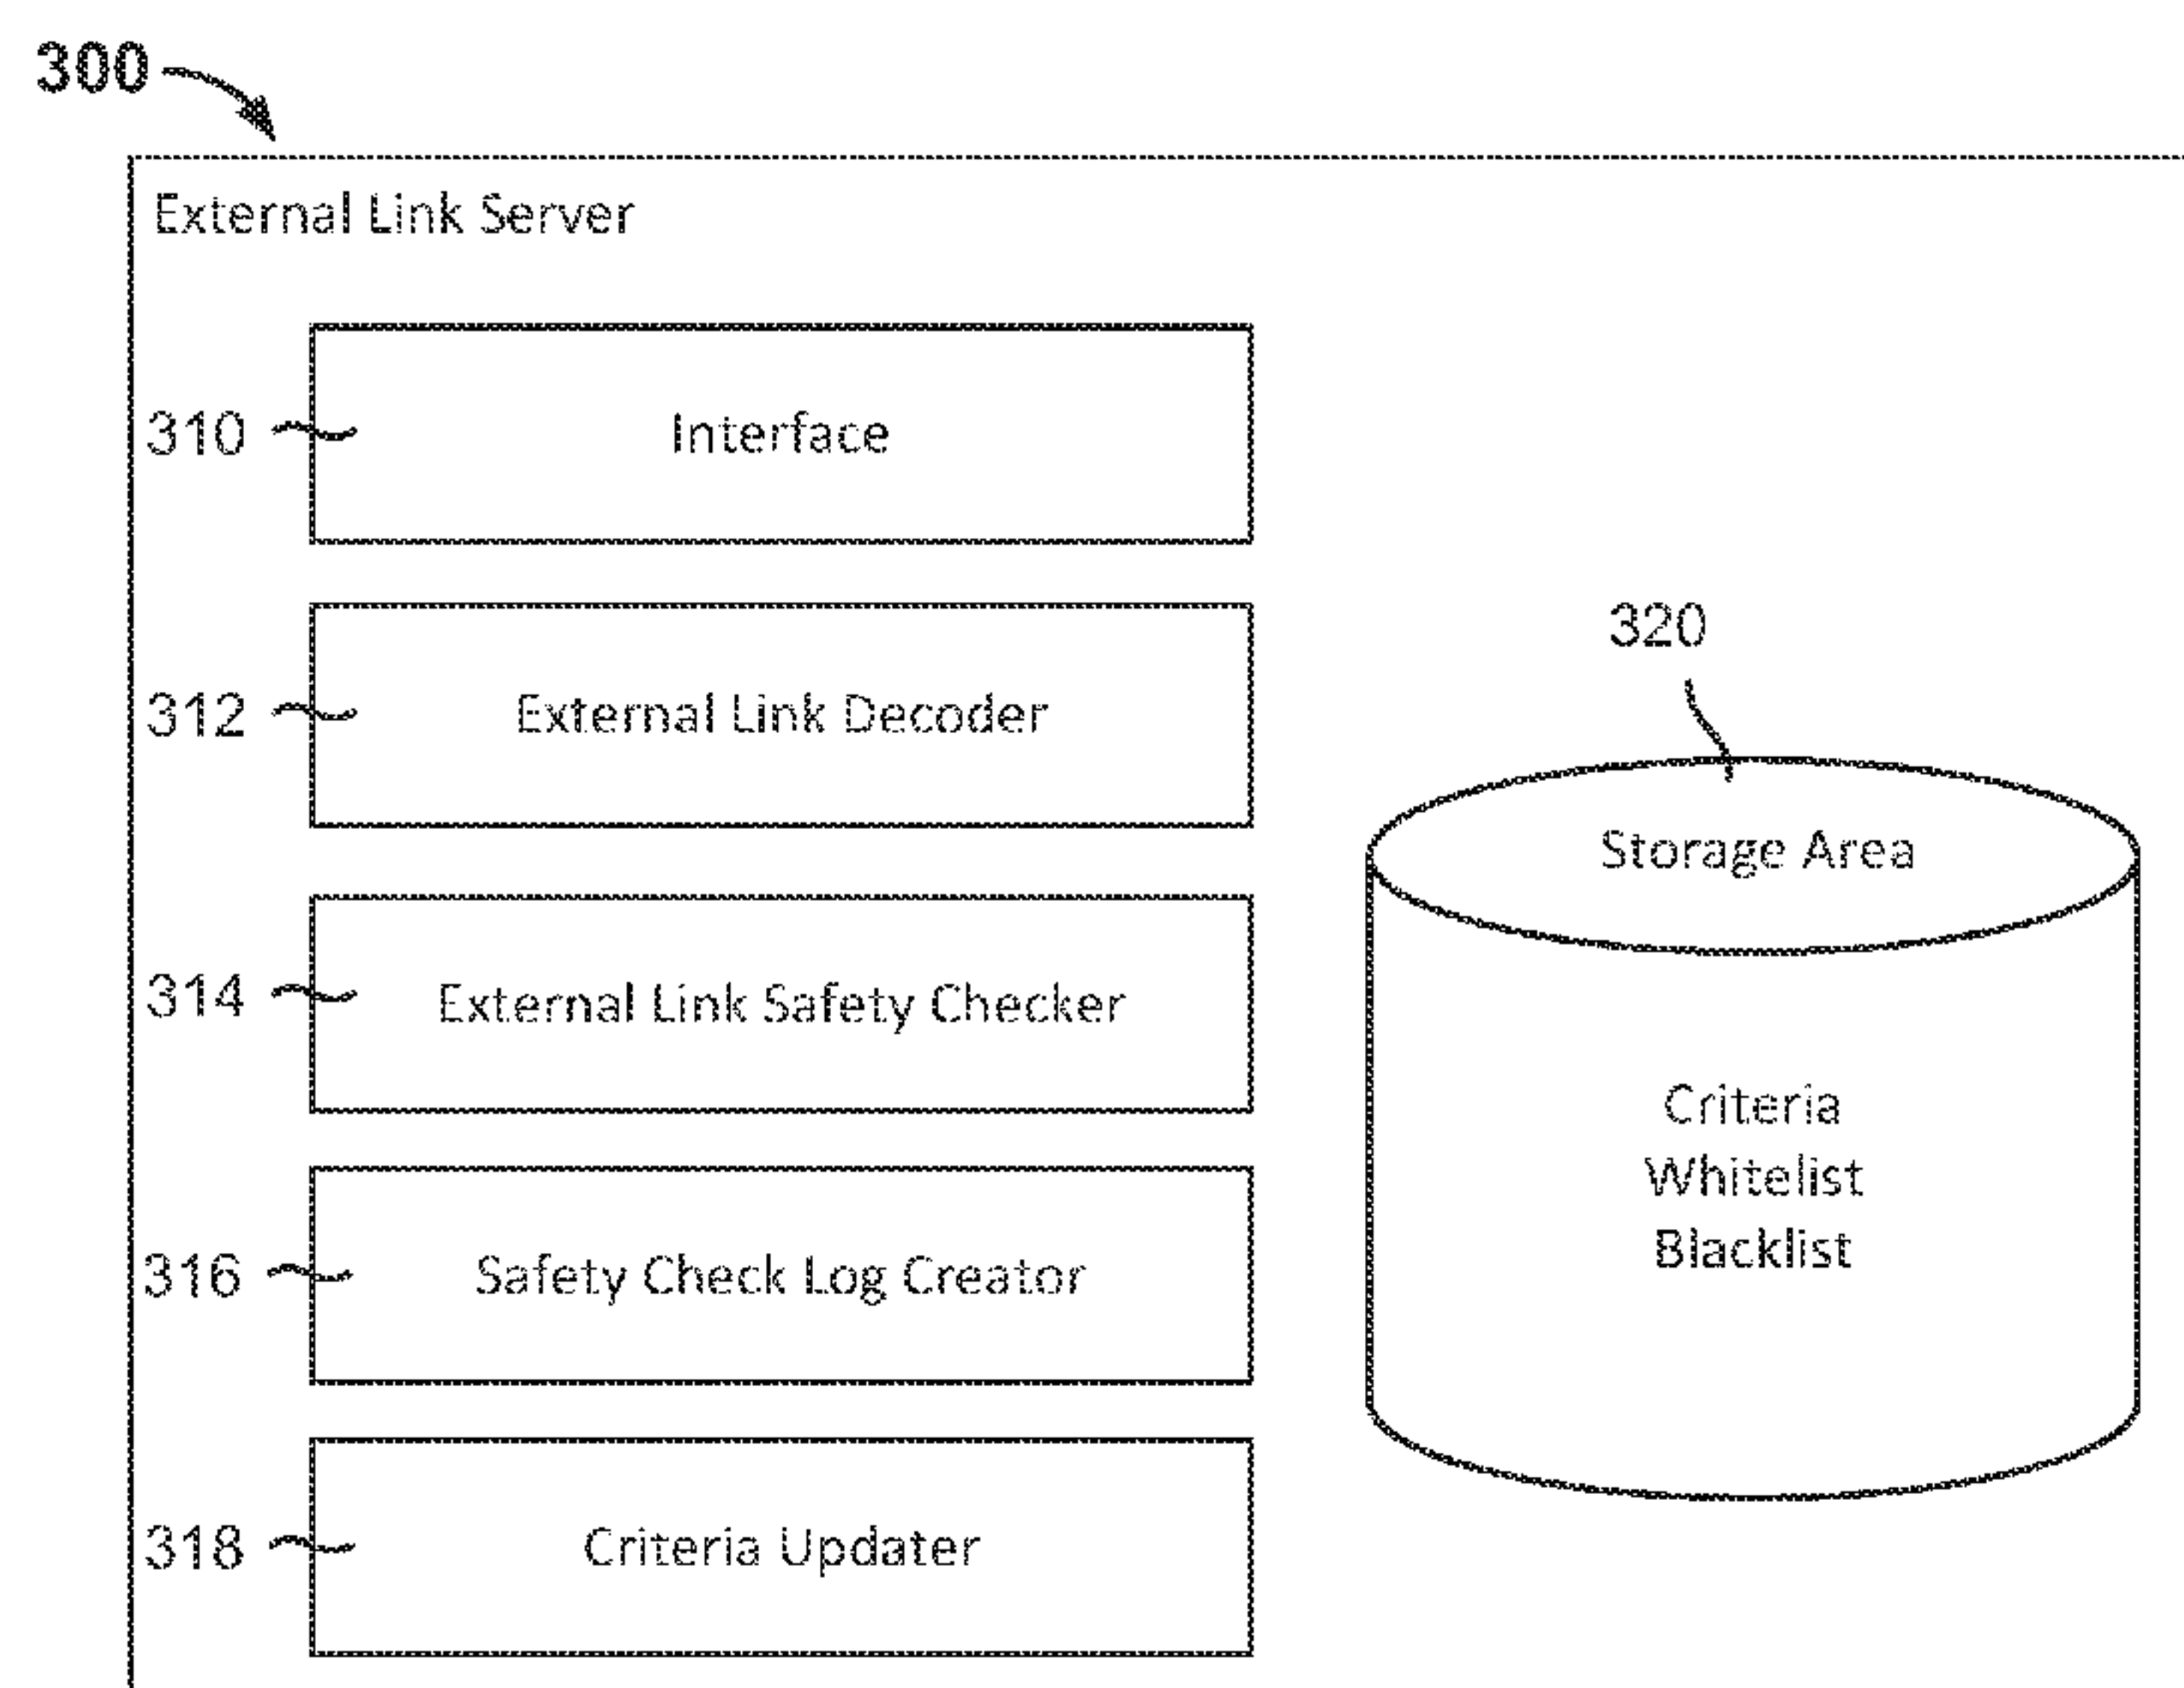 300
External Link Server
310 Interface
312 External Link Decoder
320
Storage Area
314 External Link Safety Checker
Criteria
Whitelist
Blacklist
316 Safety Check Log Creator
318 Criteria Updater